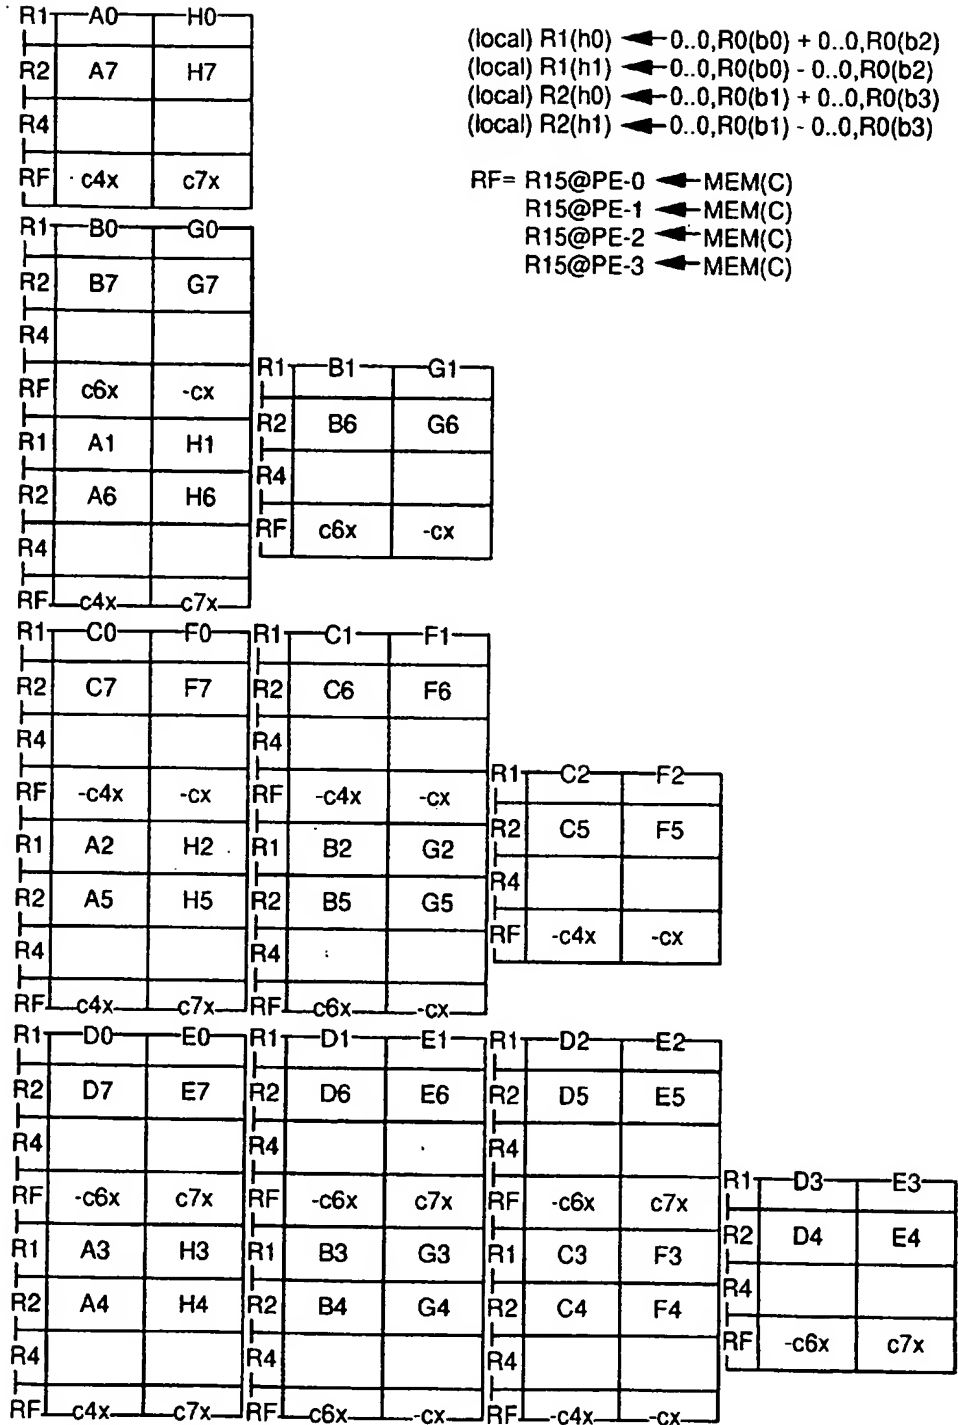 R1 A0 H0
R2 A7 H7
R4
RF c4x c7x
(local) R1(h0) ◄ 0..0,R0(b0) + 0..0,R0(b2)
(local) R1(h1) ◄ 0..0,R0(b0) - 0..0,R0(b2)
(local) R2(h0) ◄ 0..0,R0(b1) + 0..0,R0(b3)
(local) R2(h1) ◄ 0..0,R0(b1) - 0..0,R0(b3)
RF= R15@PE-0 ◄ MEM(C)
R15@PE-1 ◄ MEM(C)
R15@PE-2 ◄ MEM(C)
R15@PE-3 ◄ MEM(C)
R1 B0 G0
R2 B7 G7
R4
RF c6x -cx
R1 A1 H1
R2 A6 H6
R4
RF c4x c7x
R1 B1 G1
R2 B6 G6
R4
RF c6x -cx
R1 C0 F0
R2 C7 F7
R4
RF -c4x -cx
R1 A2 H2
R2 A5 H5
R4
RF c4x c7x
R1 C1 F1
R2 C6 F6
R4
RF -c4x -cx
R1 B2 G2
R2 B5 G5
R4
RF c6x -cx
R1 C2 F2
R2 C5 F5
R4
RF -c4x -cx
R1 D0 E0
R2 D7 E7
R4
RF -c6x c7x
R1 A3 H3
R2 A4 H4
R4
RF c4x c7x
R1 D1 E1
R2 D6 E6
R4
RF -c6x c7x
R1 B3 G3
R2 B4 G4
R4
RF c6x -cx
R1 D2 E2
R2 D5 E5
R4
RF -c6x c7x
R1 C3 F3
R2 C4 F4
R4
RF -c4x -cx
R1 D3 E3
R2 D4 E4
R4
RF -c6x c7x